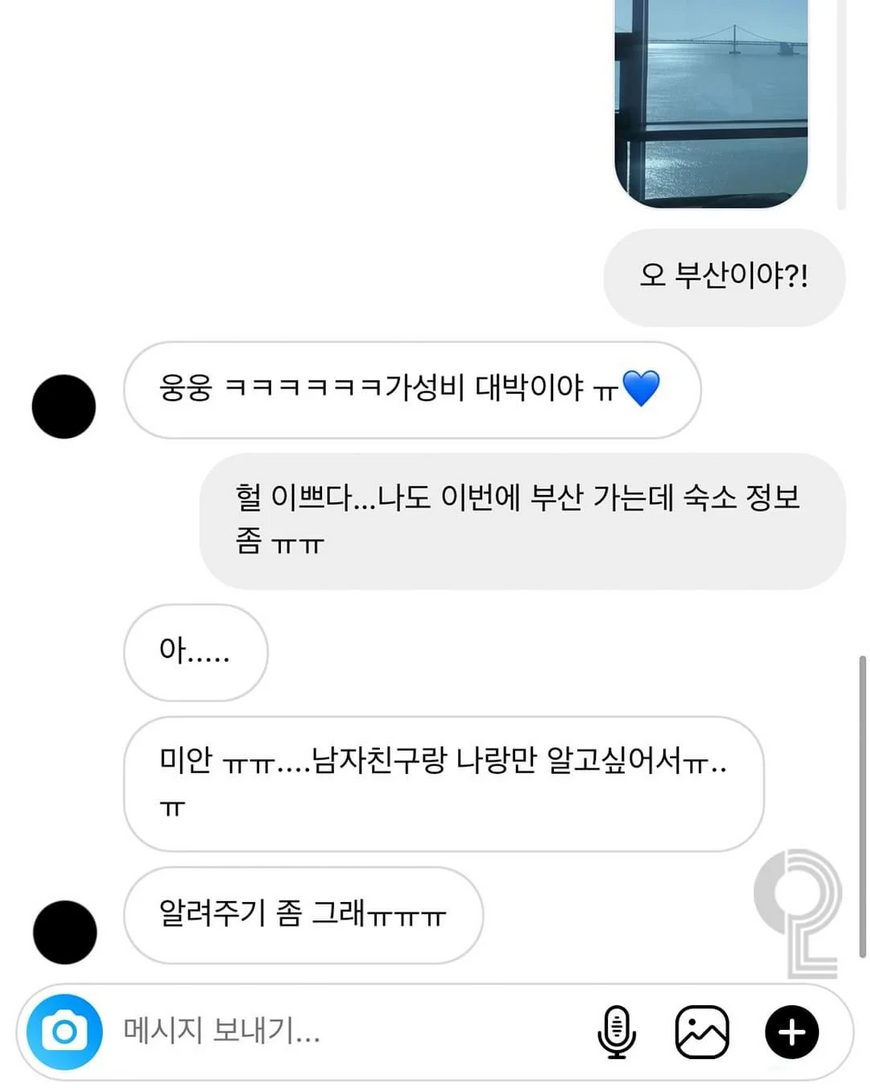 오 부산이야?!
웅웅 ㅋㅋㅋㅋㅋㅋ가성비 대박이야 ㅠ💙
헐 이쁘다...나도 이번에 부산 가는데 숙소 정보
좀 ㅠㅠ
아.....
미안 ㅠㅠ....남자친구랑 나랑만 알고싶어서ㅠ..
ㅠ
알려주기 좀 그래ㅠㅠㅠ
메시지 보내기...